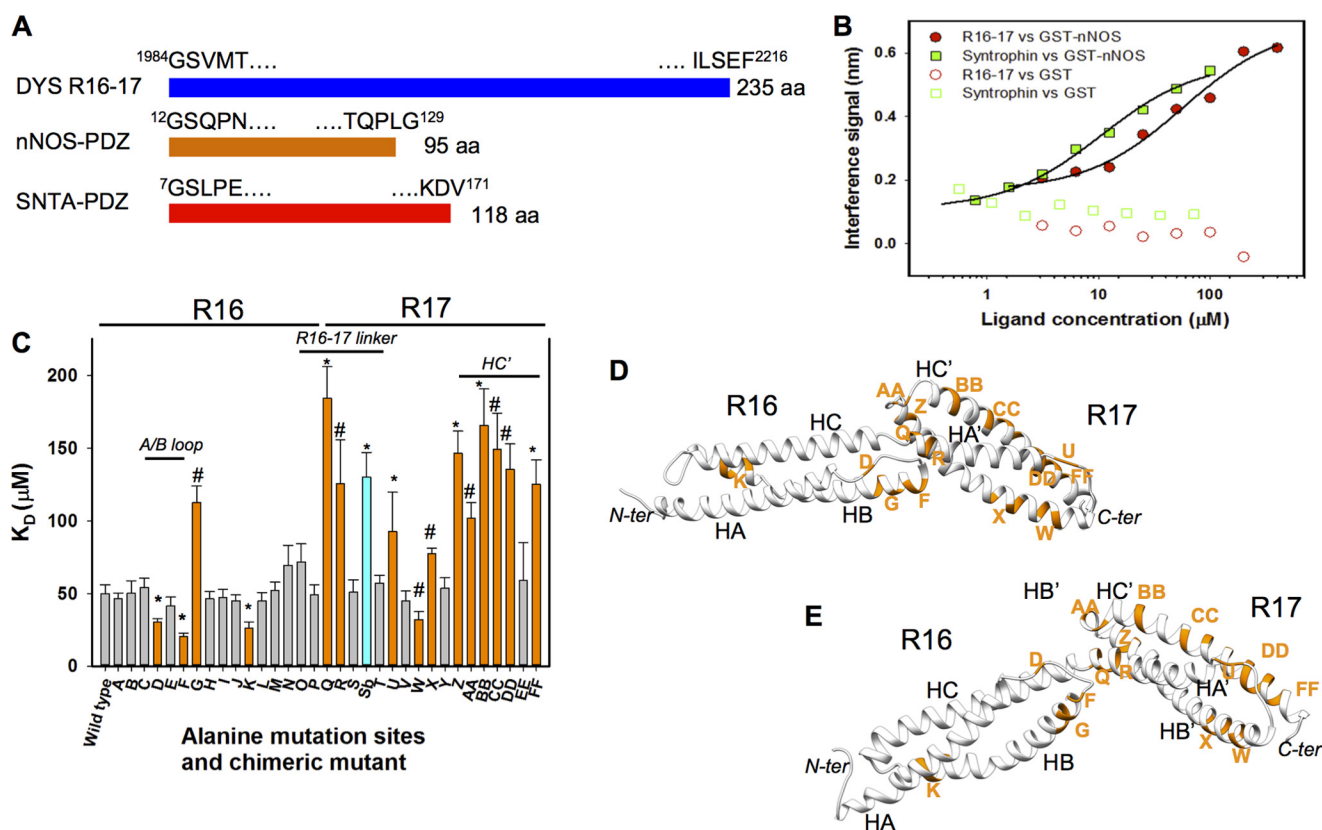 A
1984GSVMT.... .... ILSEF2216
DYS R16-17
235 aa
12GSQPN.... ....TQPLG129
nNOS-PDZ
95 aa
7GSLPE.... ....KDV171
SNTA-PDZ
118 aa
B
R16-17 vs GST-nNOS
Syntrophin vs GST-nNOS
R16-17 vs GST
Syntrophin vs GST
Interference signal (nm)
0.6
0.4
0.2
0.0
1 10 100
Ligand concentration (μM)
C
R16 R17
R16-17 linker
A/B loop
HC'
* * # * # * # * * # # * * * # # # *
KD (μM)
200
150
100
50
0
Wild type A B C D E F G H I J K L M N O P Q R S T U V W X Y Z AA BB CC DD EE FF
Alanine mutation sites
and chimeric mutant
D
R16
R17
HC'
AA
BB
Z
CC
HC
Q
HA'
R
U
D
DD
FF
K
G
F
X
W
N-ter
HA
HB
C-ter
E
R16
R17
HB'
HC'
AA
BB
CC
Z
DD
D
Q
R
U
HA'
FF
HC
F
G
HB'
X
W
N-ter
K
HB
C-ter
HA